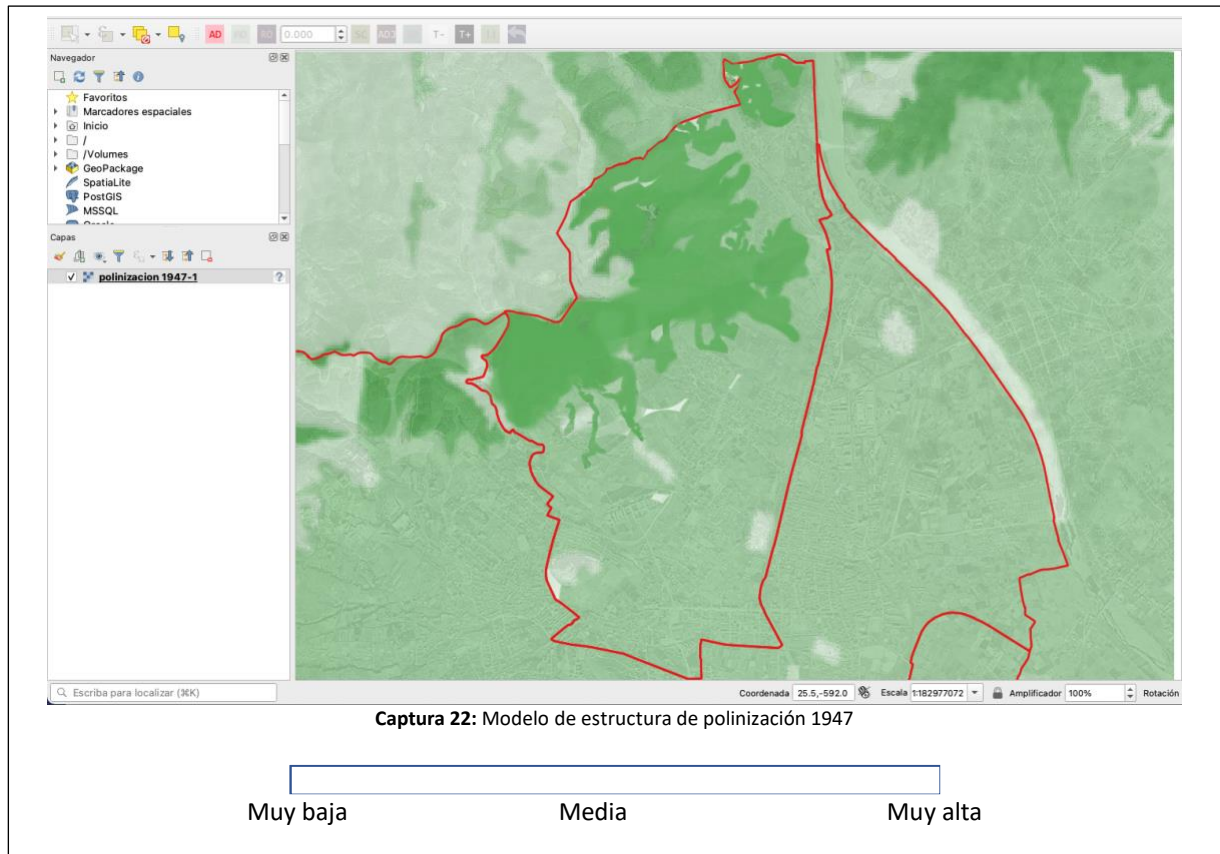 AD
0.000
T-
T+
Navegador
Favoritos
Marcadores espaciales
Inicio
/
/Volumes
GeoPackage
SpatiaLite
PostGIS
MSSQL
Capas
polinizacion 1947-1
?
Escriba para localizar (⌘K)
Coordenada 25.5,-592.0 Escala 1:182977072 Amplificador 100% Rotación
Captura 22: Modelo de estructura de polinización 1947
Muy baja Media Muy alta